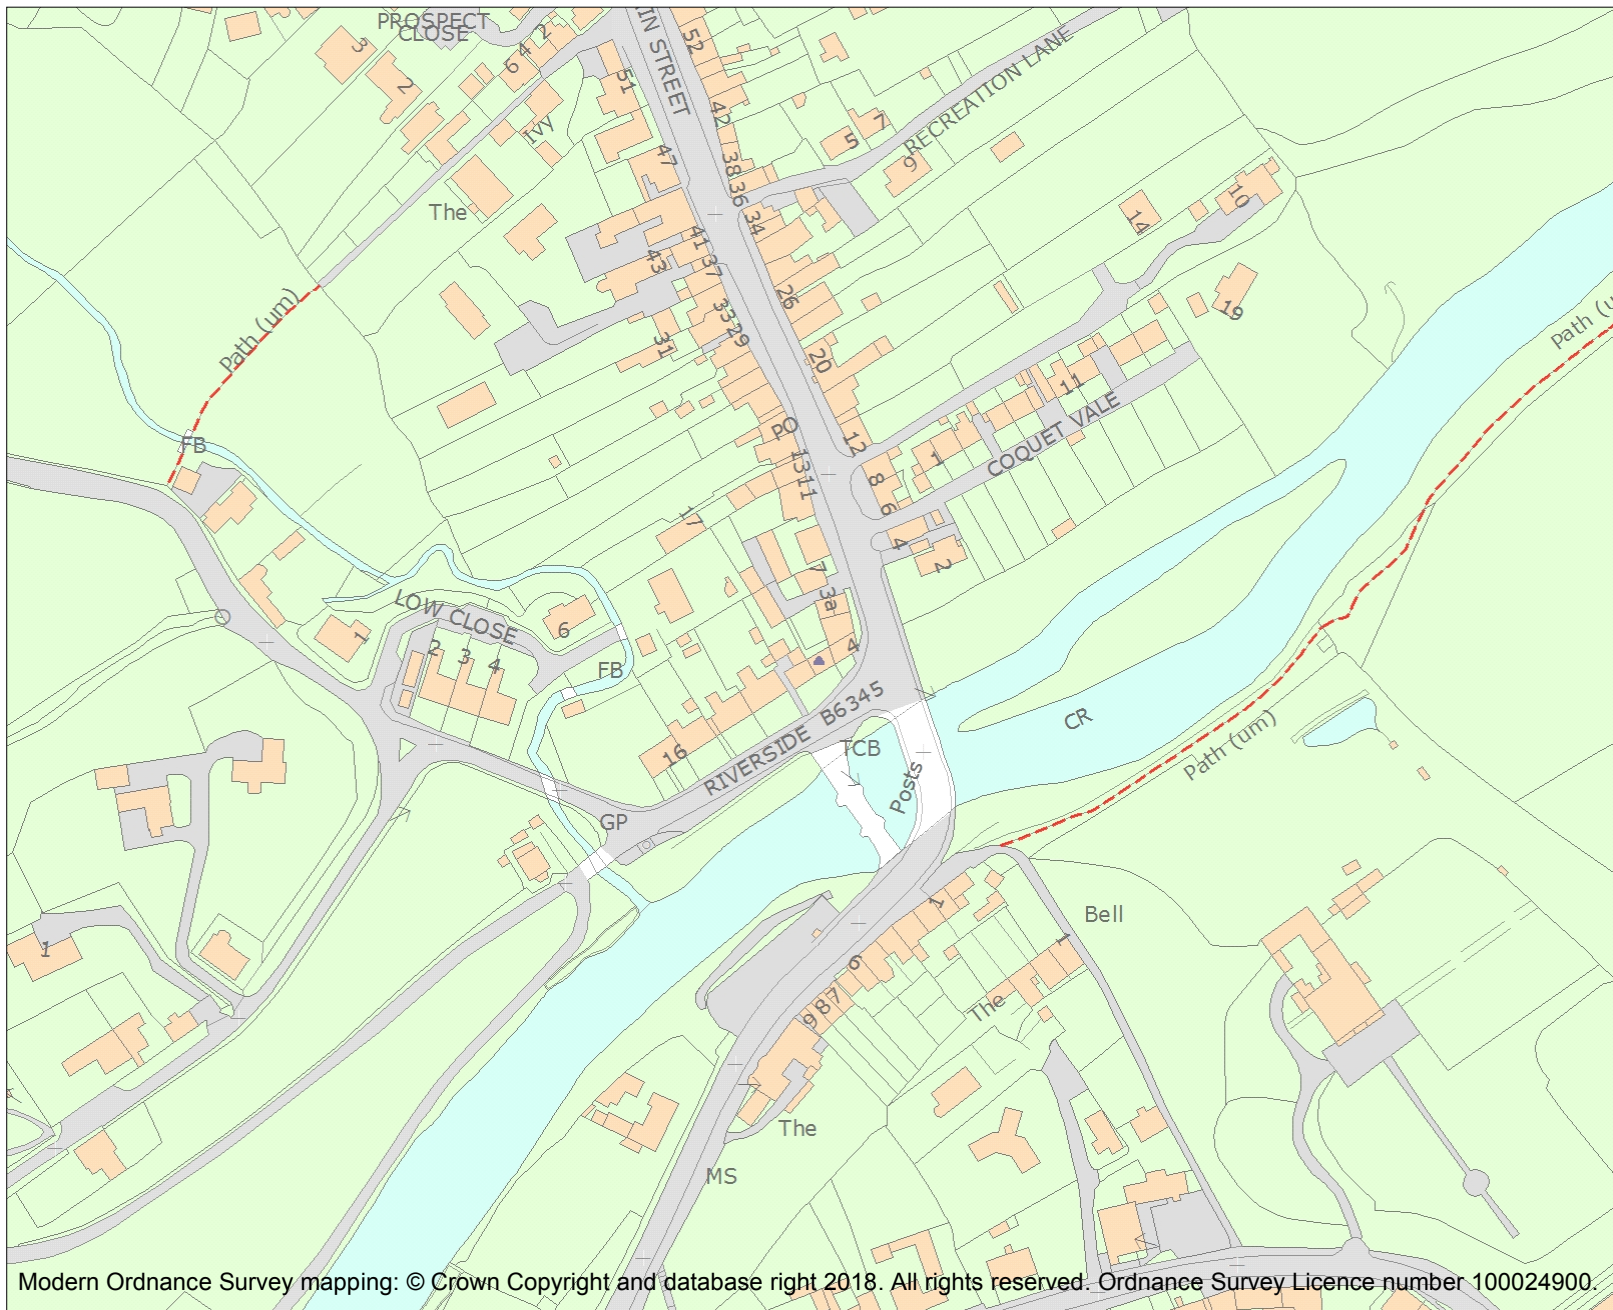 PROSPECT
CLOSE
3
2
6
4
2
Ivy
The
51
52
IN STREET
42
47
38
36
34
RECREATION LANE
5
7
9
10
14
19
41
37
43
33
29
31
26
20
Path (um)
FB
PO
12
13
11
8
6
4
2
1
11
COQUET VALE
17
7
3a
4
LOW CLOSE
1
2
3
4
6
FB
16
RIVERSIDE B6345
TCB
Posts
CR
GP
Path (um)
Path (u
1
Bell
1
1
6
7
8
9
The
The
MS
Modern Ordnance Survey mapping: © Crown Copyright and database right 2018. All rights reserved. Ordnance Survey Licence number 100024900.